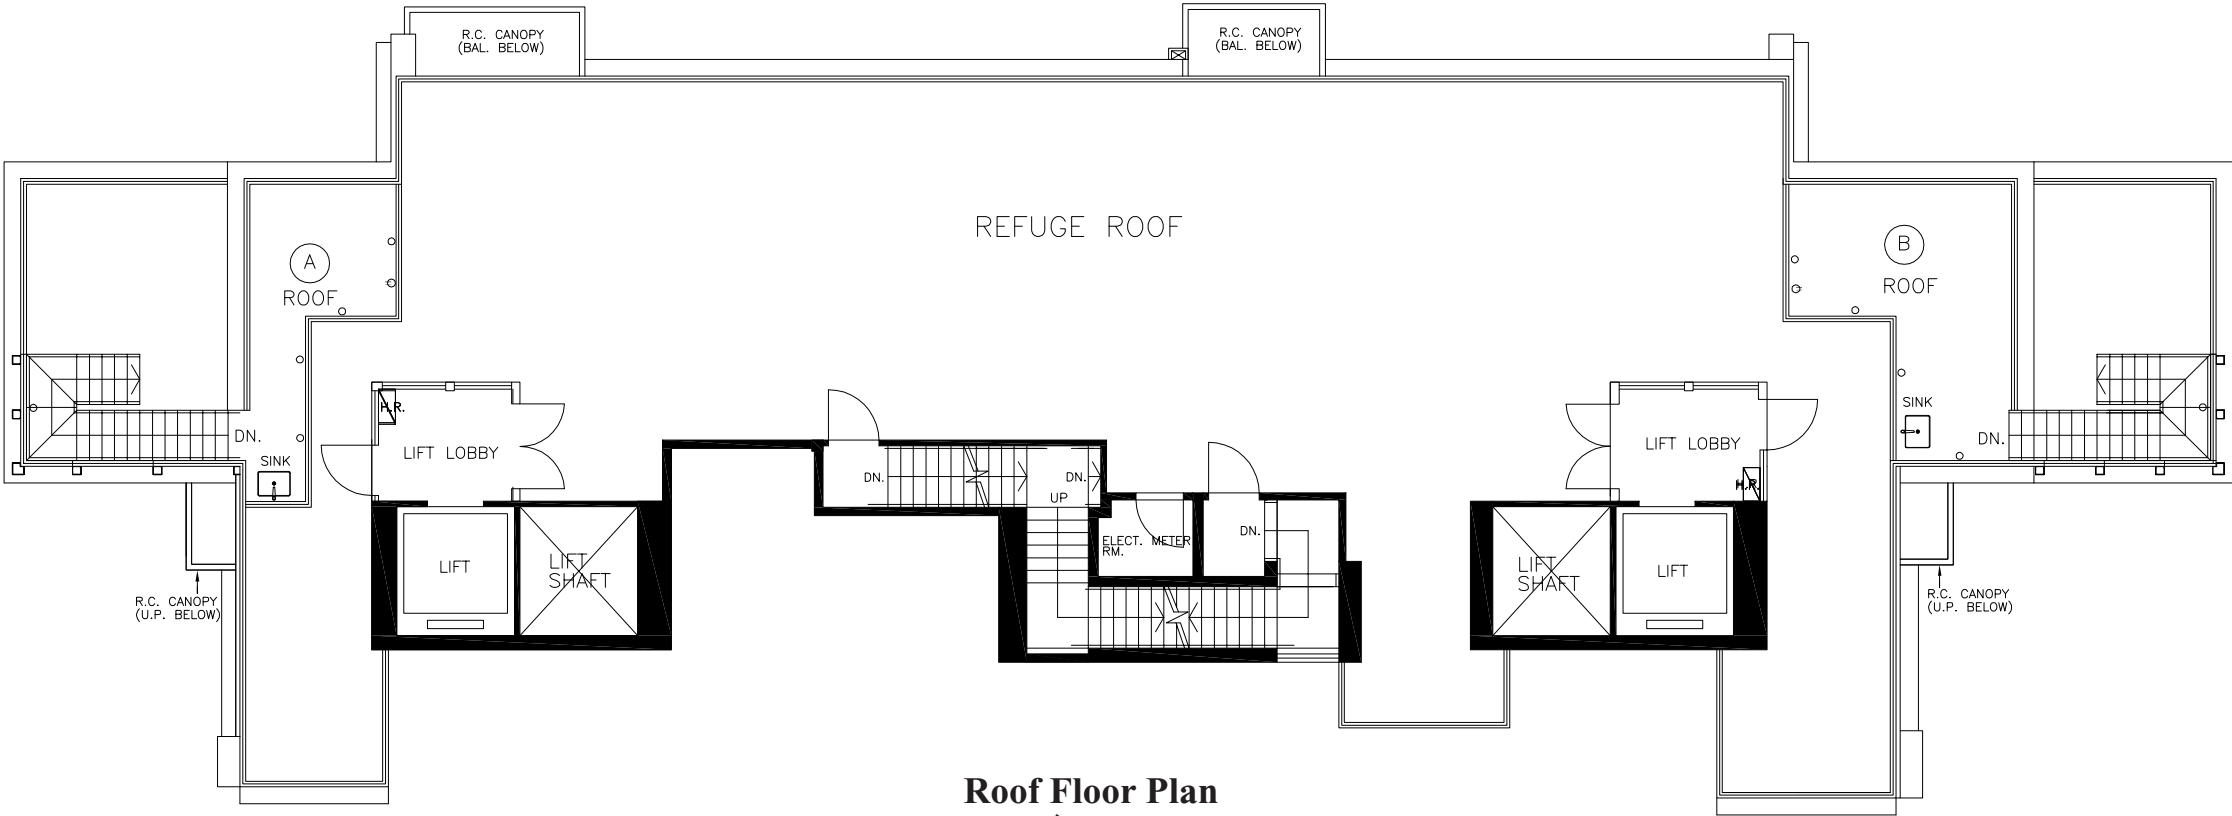 R.C. CANOPY
(BAL. BELOW)
R.C. CANOPY
(BAL. BELOW)
REFUGE ROOF
A
ROOF
B
ROOF
H.R.
DN.
SINK
LIFT LOBBY
DN.
DN.
UP
ELECT. METER
RM.
DN.
LIFT LOBBY
H.R.
SINK
DN.
LIFT
LIFT
SHAFT
LIFT
SHAFT
LIFT
R.C. CANOPY
(U.P. BELOW)
R.C. CANOPY
(U.P. BELOW)
Roof Floor Plan